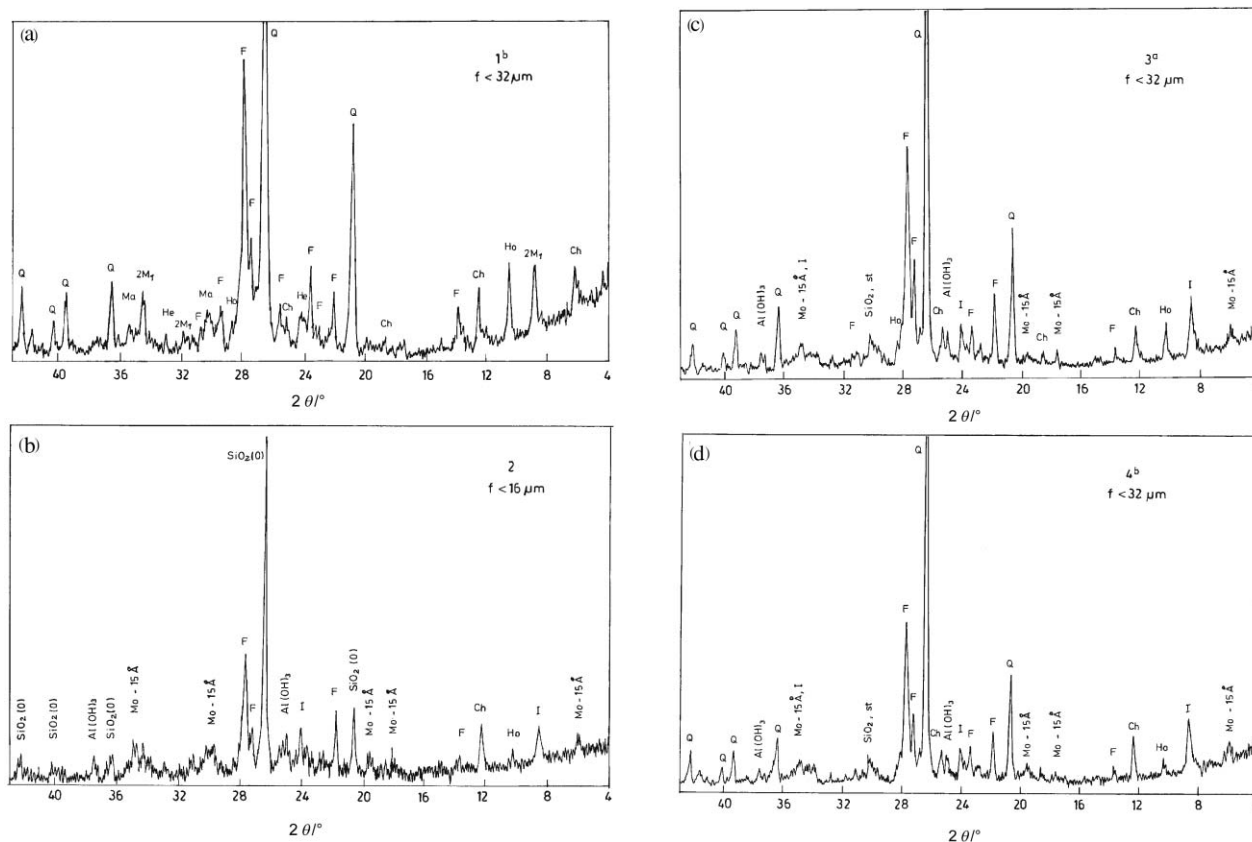 (a)
1ᵇ
f < 32 μm
Q Q Q Q Ma 2M₁ He 2M₁ F Ma F Ho F F Q F Ch He F F F Q Ch F Ch Ho 2M₁ Ch
40 36 32 28 24 20 16 12 8 4
2 θ/°
(b)
2
f < 16 μm
SiO₂(0) SiO₂(0) Al(OH)₃ SiO₂(0) Mo - 15Å Mo - 15Å F F SiO₂(0) Al(OH)₃ I F SiO₂(0) Mo - 15Å Mo - 15Å F Ch Ho I Mo - 15Å
40 36 32 28 24 20 16 12 8 4
2 θ/°
(c)
3ᵃ
f < 32 μm
Q Q Q Al(OH)₃ Q Mo - 15Å, I F SiO₂, st Ho F F Q Ch Al(OH)₃ I F F Q Mo - 15Å Ch Mo - 15Å F Ch Ho I Mo - 15Å
40 36 32 28 24 20 16 12 8
2 θ/°
(d)
4ᵇ
f < 32 μm
Q Q Q Al(OH)₃ Q Mo - 15Å, I SiO₂, st F F Q Ch Al(OH)₃ I F F Q Mo - 15Å Mo - 15Å F Ch Ho I Mo - 15Å
40 36 32 28 24 20 16 12 8
2 θ/°